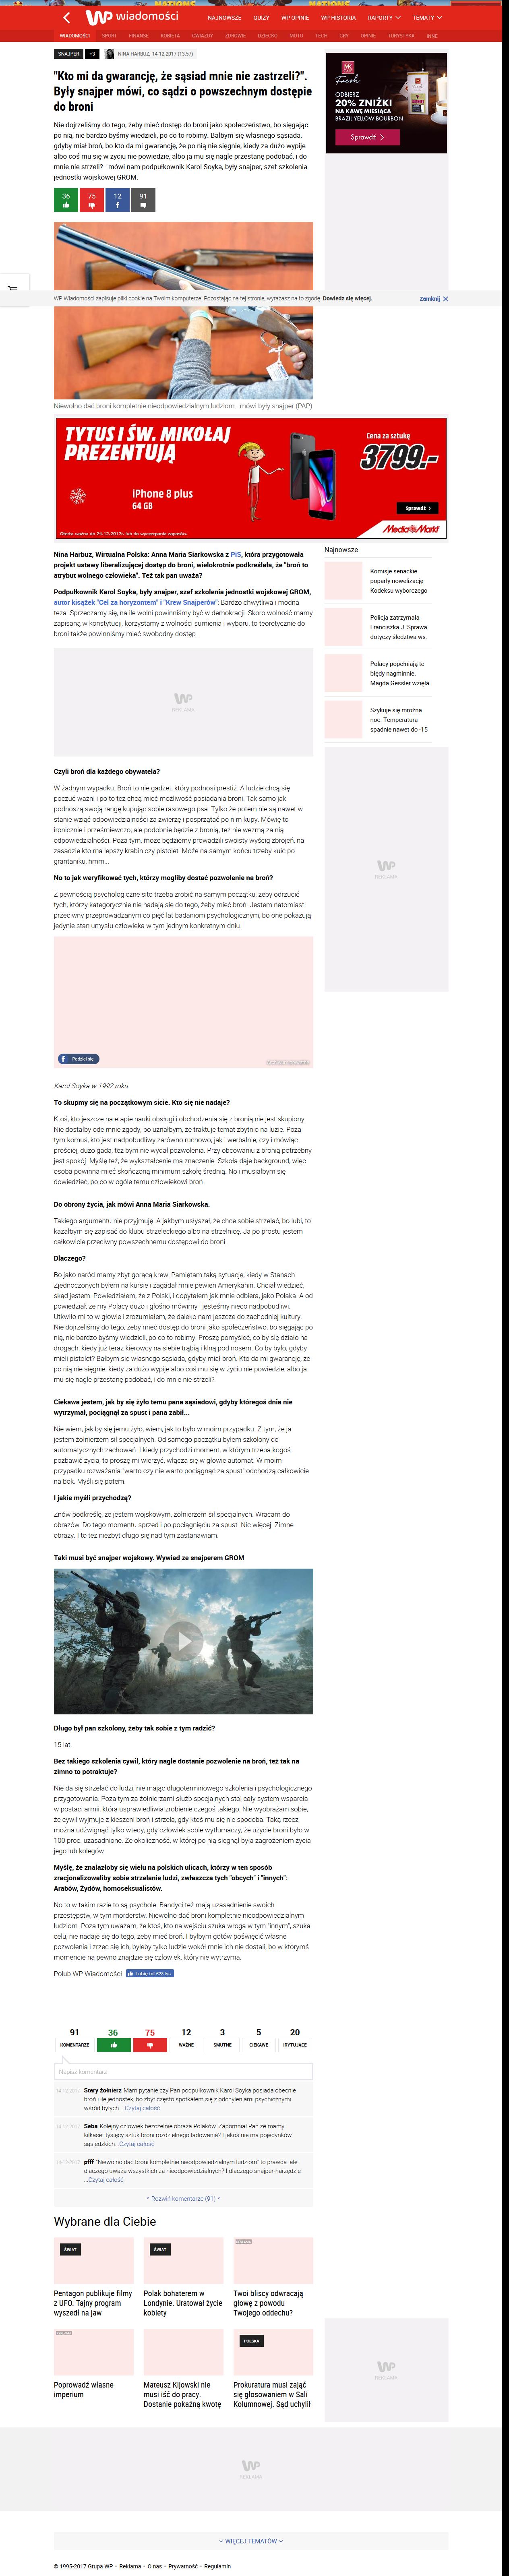 WP wiadomości
NAJNOWSZE QUIZY WP OPINIE WP HISTORIA RAPORTY TEMATY
WIADOMOŚCI SPORT FINANSE KOBIETA GWIAZDY ZDROWIE DZIECKO MOTO TECH GRY OPINIE TURYSTYKA
SNAJPER +3 NINA HARBUZ, 14-12-2017 (13:57)
"Kto mi da gwarancję, że sąsiad mnie nie zastrzeli?".
Były snajper mówi, co sądzi o powszechnym dostępie
do broni
Nie dojrzeliśmy do tego, żeby mieć dostęp do broni jako społeczeństwo, bo sięgając
po nią, nie bardzo byśmy wiedzieli, po co to robimy. Bałbym się własnego sąsiada,
gdyby miał broń, bo kto da mi gwarancję, że po nią nie sięgnie, kiedy za dużo wypije
albo coś mu się w życiu nie powiedzie, albo ja mu się nagle przestanę podobać, i do
mnie nie strzeli? - mówi nam podpułkownik Karol Soyka, były snajper, szef szkolenia
jednostki wojskowej GROM.
36 75 12 91
MK Fresh
ODBIERZ
20% ZNIŻKI
NA KAWĘ MIESIĄCA
BRAZIL YELLOW BOURBON
Sprawdź
WP Wiadomości zapisuje pliki cookie na Twoim komputerze. Pozostając na tej stronie, wyrażasz na to zgodę. Dowiedz się więcej. Zamknij
Niewolno dać broni kompletnie nieodpowiedzialnym ludziom - mówi były snajper (PAP)
TYTUS I ŚW. MIKOŁAJ
PREZENTUJĄ
iPhone 8 plus
64 GB
Cena za sztukę
3799.-
Sprawdź
Oferta ważna do 24.12.2017r. lub do wyczerpania zapasów.
Media Markt
Nina Harbuz, Wirtualna Polska: Anna Maria Siarkowska z PiS, która przygotowała
projekt ustawy liberalizującej dostęp do broni, wielokrotnie podkreślała, że "broń to
atrybut wolnego człowieka". Też tak pan uważa?
Podpułkownik Karol Soyka, były snajper, szef szkolenia jednostki wojskowej GROM,
autor książek "Cel za horyzontem" i "Krew Snajperów": Bardzo chwytliwa i modna
teza. Sprzeczajmy się, na ile wolni powinniśmy być w demokracji. Skoro wolność mamy
zapisaną w konstytucji, korzystamy z wolności sumienia i wyboru, to teoretycznie do
broni także powinniśmy mieć swobodny dostęp.
WP
REKLAMA
Najnowsze
Komisje senackie
poparły nowelizację
Kodeksu wyborczego
Policja zatrzymała
Franciszka J. Sprawa
dotyczy śledztwa ws.
Polacy popełniają te
błędy nagminnie.
Magda Gessler wzięła
Szykuje się mroźna
noc. Temperatura
spadnie nawet do -15
WP
REKLAMA
Czyli broń dla każdego obywatela?
W żadnym wypadku. Broń to nie gadżet, który podnosi prestiż. A ludzie chcą się
poczuć ważni i po to też chcą mieć możliwość posiadania broni. Tak samo jak
podnoszą swoją rangę kupując sobie rasowego psa. Tylko że potem nie są nawet w
stanie wziąć odpowiedzialności za zwierzę i posprzątać po nim kupy. Mówię to
ironicznie i prześmiewczo, ale podobnie będzie z bronią, też nie wezmą za nią
odpowiedzialności. Poza tym, może będziemy prowadzili swoisty wyścig zbrojeń, na
zasadzie kto ma lepszy krabin czy pistolet. Może na samym końcu trzeby kuić po
grantaniku, hmm...
No to jak weryfikować tych, którzy mogliby dostać pozwolenie na broń?
Z pewnością psychologiczne sito trzeba zrobić na samym początku, żeby odrzucić
tych, którzy kategorycznie nie nadają się do tego, żeby mieć broń. Jestem natomiast
przeciwny przeprowadzanym co pięć lat badaniom psychologicznym, bo one pokazują
jedynie stan umysłu człowieka w tym jednym konkretnym dniu.
Podziel się
Karol Soyka w 1992 roku
To skupmy się na początkowym sicie. Kto się nie nadaje?
Ktoś, kto jeszcze na etapie nauki obsługi i obchodzenia się z bronią nie jest skupiony.
Nie dostałby ode mnie zgody, bo uznałbym, że traktuje temat zbytnio na luzie. Poza
tym kumuś, kto jest nadpobudliwy zarówno ruchowo, jak i werbalnie, czyli mówiąc
prościej, dużo gada, też bym nie wydał pozwolenia. Przy obcowaniu z bronią potrzebny
jest spokój. Myślę też, że wykształcenie ma znaczenie. Szkoła daje background, więc
osoba powinna mieć skończoną minimum szkołę średnią. No i musiałbym się
dowiedzieć, po co w ogóle temu człowiekowi broń.
Do obrony życia, jak mówi Anna Maria Siarkowska.
Takiego argumentu nie przyjmuję. A jakbym usłyszał, że chce sobie strzelać, bo lubi, to
kazałbym się zapisać do klubu strzeleckiego albo na strzelnicę. Ja po prostu jestem
całkowicie przeciwny powszechnemu dostępowi do broni.
Dlaczego?
Bo jako naród mamy zbyt gorącą krew. Pamiętam taką sytuację, kiedy w Stanach
Zjednoczonych byłem na kursie i zagadał mnie pewien Amerykanin. Chciał wiedzieć,
skąd jestem. Powiedziałem, że z Polski, i dopytałem jak mnie odbiera, jako Polaka. A on
powiedział, że my Polacy dużo i głośno mówimy i jesteśmy nieco nadpobudliwi.
Utkwiło mi to w głowie i zrozumiałem, że daleko nam jeszcze do zachodniej kultury.
Nie dojrzeliśmy do tego, żeby mieć dostęp do broni jako społeczeństwo, bo sięgając po
nią, nie bardzo byśmy wiedzieli, po co to robimy. Proszę pomyśleć, co by się działo na
drogach, kiedy teraz kierowcy na siebie trąbią i klną pod nosem. Co by było, gdyby
mieli pistolet? Bałbym się własnego sąsiada, gdyby miał broń. Kto da mi gwarancję, że
po nią nie sięgnie, kiedy za dużo wypije albo coś mu się w życiu nie powiedzie, albo ja
mu się nagle przestanę podobać, i do mnie nie strzeli?
Ciekawa jestem, jak by się żyło temu pana sąsiadowi, gdyby któregoś dnia nie
wytrzymał, pociągnął za spust i pana zabił...
Nie wiem, jak by się jemu żyło, wiem, jak to było w moim przypadku. Z tym, że ja
jestem żołnierzem sił specjalnych. Od samego początku byłem szkolony do
automatycznych zachowań. I kiedy przychodzi moment, w którym trzeba kogoś
pozbawić życia, to proszę mi wierzyć, włącza się w głowie automat. W moim
przypadku rozważania "warto czy nie warto pociągnąć za spust" odchodzą całkowicie
na bok. Myśli się potem.
I jakie myśli przychodzą?
Znów podkreślę, że jestem wojskowym, żołnierzem sił specjalnych. Wracam do
obrazów. Do tego momentu sprzed i po pociągnięciu za spust. Nic więcej. Zimne
obrazy. I to też niezbyt długo się nad tym zastanawiam.
Taki musi być snajper wojskowy. Wywiad ze snajperem GROM
Długo był pan szkolony, żeby tak sobie z tym radzić?
15 lat.
Bez takiego szkolenia cywil, który nagle dostanie pozwolenie na broń, też tak na
zimno to potraktuje?
Nie da się strzelać do ludzi, nie mając długoterminowego szkolenia i psychologicznego
przygotowania. Poza tym za żołnierzami służb specjalnych stoi cały system wsparcia
w postaci armii, która usprawiedliwia zrobienie czegoś takiego. Nie wyobrażam sobie,
że cywil wyjmuje z kieszeni broń i strzela, gdy ktoś mu się nie spodoba. Taką rzecz
można udźwignąć tylko wtedy, gdy człowiek sobie wytłumaczy, że użycie broni było w
100 proc. uzasadnione. Że okoliczność, w której po nią sięgnął była zagrożeniem życia
jego lub kolegów.
Myślę, że znalazłoby się wielu na polskich ulicach, którzy w ten sposób
zracjonalizowaliby sobie strzelanie ludzi, zwłaszcza tych "obcych" i "innych":
Arabów, Żydów, homoseksualistów.
No to w takim razie to są psychole. Bandyci też mają uzasadnienie swoich
przestępstw, w tym morderstw. Niewolno dać broni kompletnie nieodpowiedzialnym
ludziom. Poza tym uważam, że ktoś, kto na wejściu szuka wroga w tym "innym", szuka
celu, nie nadaje się do tego, żeby mieć broń. I byłbym gotów poświęcić własne
pozwolenia i zrzec się ich, byleby tylko ludzie wokół mnie ich nie dostali, bo w którymś
momencie na pewno znajdzie się człowiek, który nie wytrzyma.
Polub WP Wiadomości
91 36 75 12 3 5 20
KOMENTARZE WAŻNE SMUTNE CIEKAWE IRYTUJĄCE
Napisz komentarz
14-12-2017 Stary żołnierz Mam pytanie czy Pan podpułkownik Karol Soyka posiada obecnie
broń i ile jednostek, bo zbyt często spotkałem się z odchyleniami psychicznymi
wśród byłych ...Czytaj całość
14-12-2017 Seba Kolejny człowiek bezczelnie obraża Polaków. Zapomniał Pan że mamy
kilkaset tysięcy sztuk broni rozdzielnego ładowania? I jakoś nie ma pojedynków
sąsiedzkich...Czytaj całość
14-12-2017 pfff "Niewolno dać broni kompletnie nieodpowiedzialnym ludziom" to prawda. ale
dlaczego uważa wszystkich za nieodpowiedzialnych? I dlaczego snajper-narzędzie
...Czytaj całość
Rozwiń komentarze (91)
Wybrane dla Ciebie
ŚWIAT ŚWIAT
Pentagon publikuje filmy
z UFO. Tajny program
wyszedł na jaw
Polak bohaterem w
Londynie. Uratował życie
kobiety
Twoi bliscy odwracają
głowę z powodu
Twojego oddechu?
POLSKA
Poprowadź własne
imperium
Mateusz Kijowski nie
musi iść do pracy.
Dostanie pokaźną kwotę
Prokuratura musi zająć
się głosowaniem w Sali
Kolumnowej. Sąd uchylił
WP
REKLAMA
WP
REKLAMA
WIĘCEJ TEMATÓW
© 1995-2017 Grupa WP • Reklama • O nas • Prywatność • Regulamin